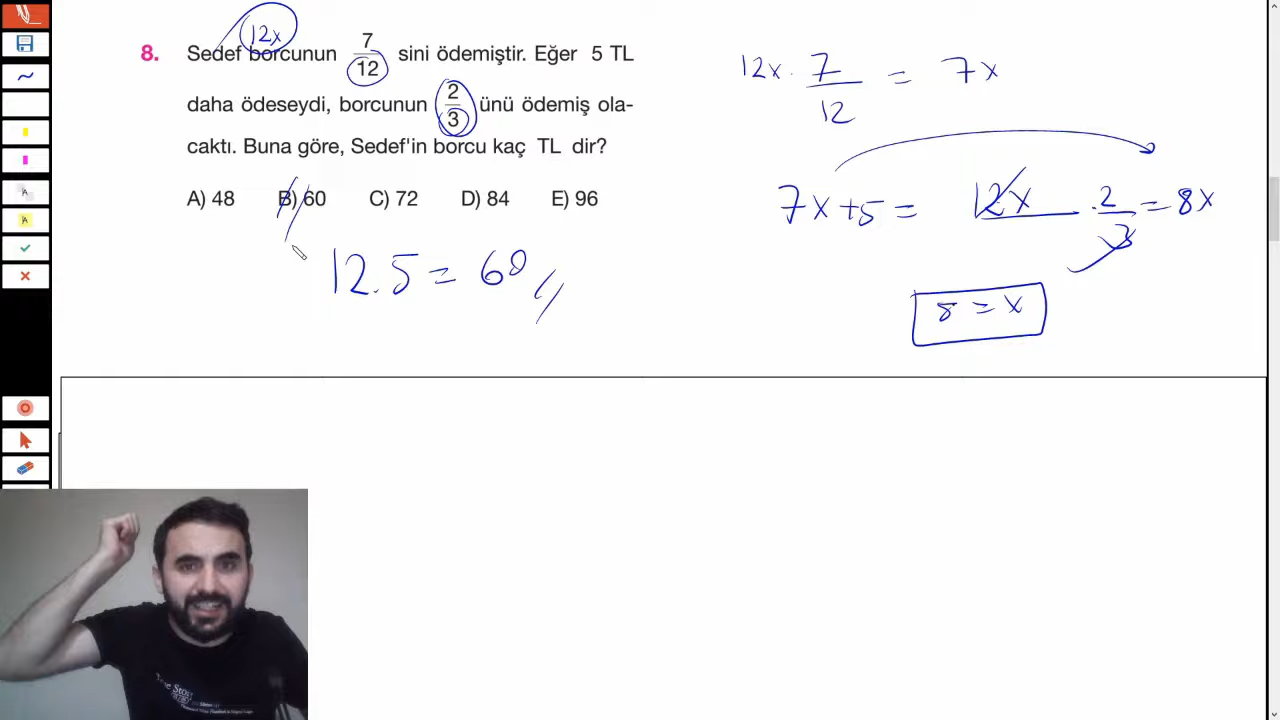 12x
8. Sedef borcunun 7/12 sini ödemiştir. Eğer 5 TL
daha ödeseydi, borcunun 2/3 ünü ödemiş ola-
caktı. Buna göre, Sedef'in borcu kaç TL dir?
A) 48 B) 60 C) 72 D) 84 E) 96
12.5 = 60
12x . 7/12 = 7x
7x + 5 = 12x . 2/3 = 8x
5 = x
A
A
True Story